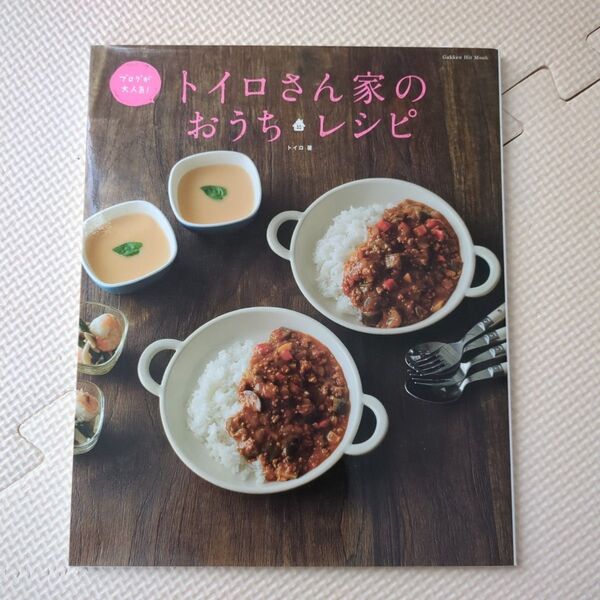 Gakken Hit Mook
ブログが
大人気!
トイロさん家の
おうちレシピ
トイロ 著